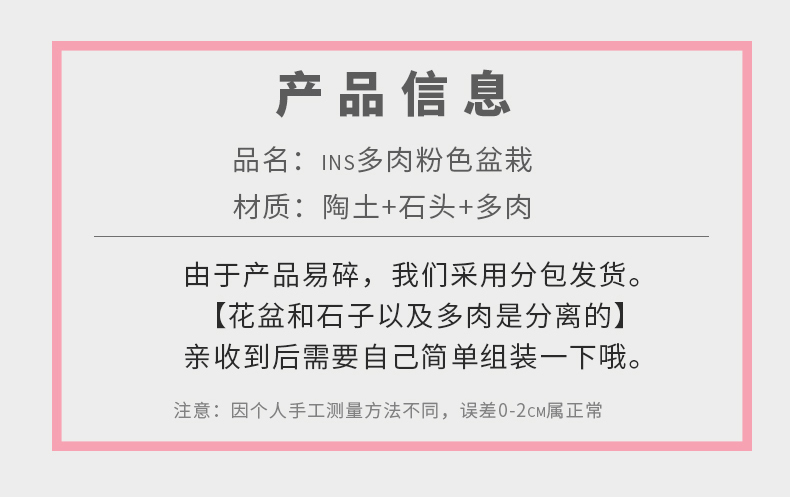 产品信息
品名：INS多肉粉色盆栽
材质：陶土+石头+多肉
由于产品易碎，我们采用分包发货。
【花盆和石子以及多肉是分离的】
亲收到后需要自己简单组装一下哦。
注意：因个人手工测量方法不同，误差0-2CM属正常